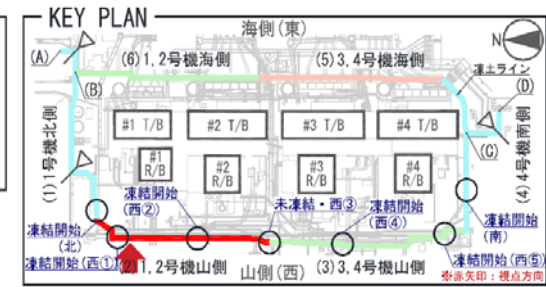 KEY PLAN
海側(東)
N
(A)
(6)1,2号機海側
(5)3,4号機海側
凍土ライン
(B)
(D)
(1)1号機北側
#1 T/B
#2 T/B
#3 T/B
#4 T/B
(C)
(4)4号機南側
#1
R/B
#2
R/B
#3
R/B
#4
R/B
凍結開始
(西②)
未凍結・西③
凍結開始
(西④)
凍結開始
(北)
凍結開始
(南)
凍結開始(西①)
(2)1,2号機山側
山側(西)
(3)3,4号機山側
凍結開始(西⑤)
※赤矢印：視点方向